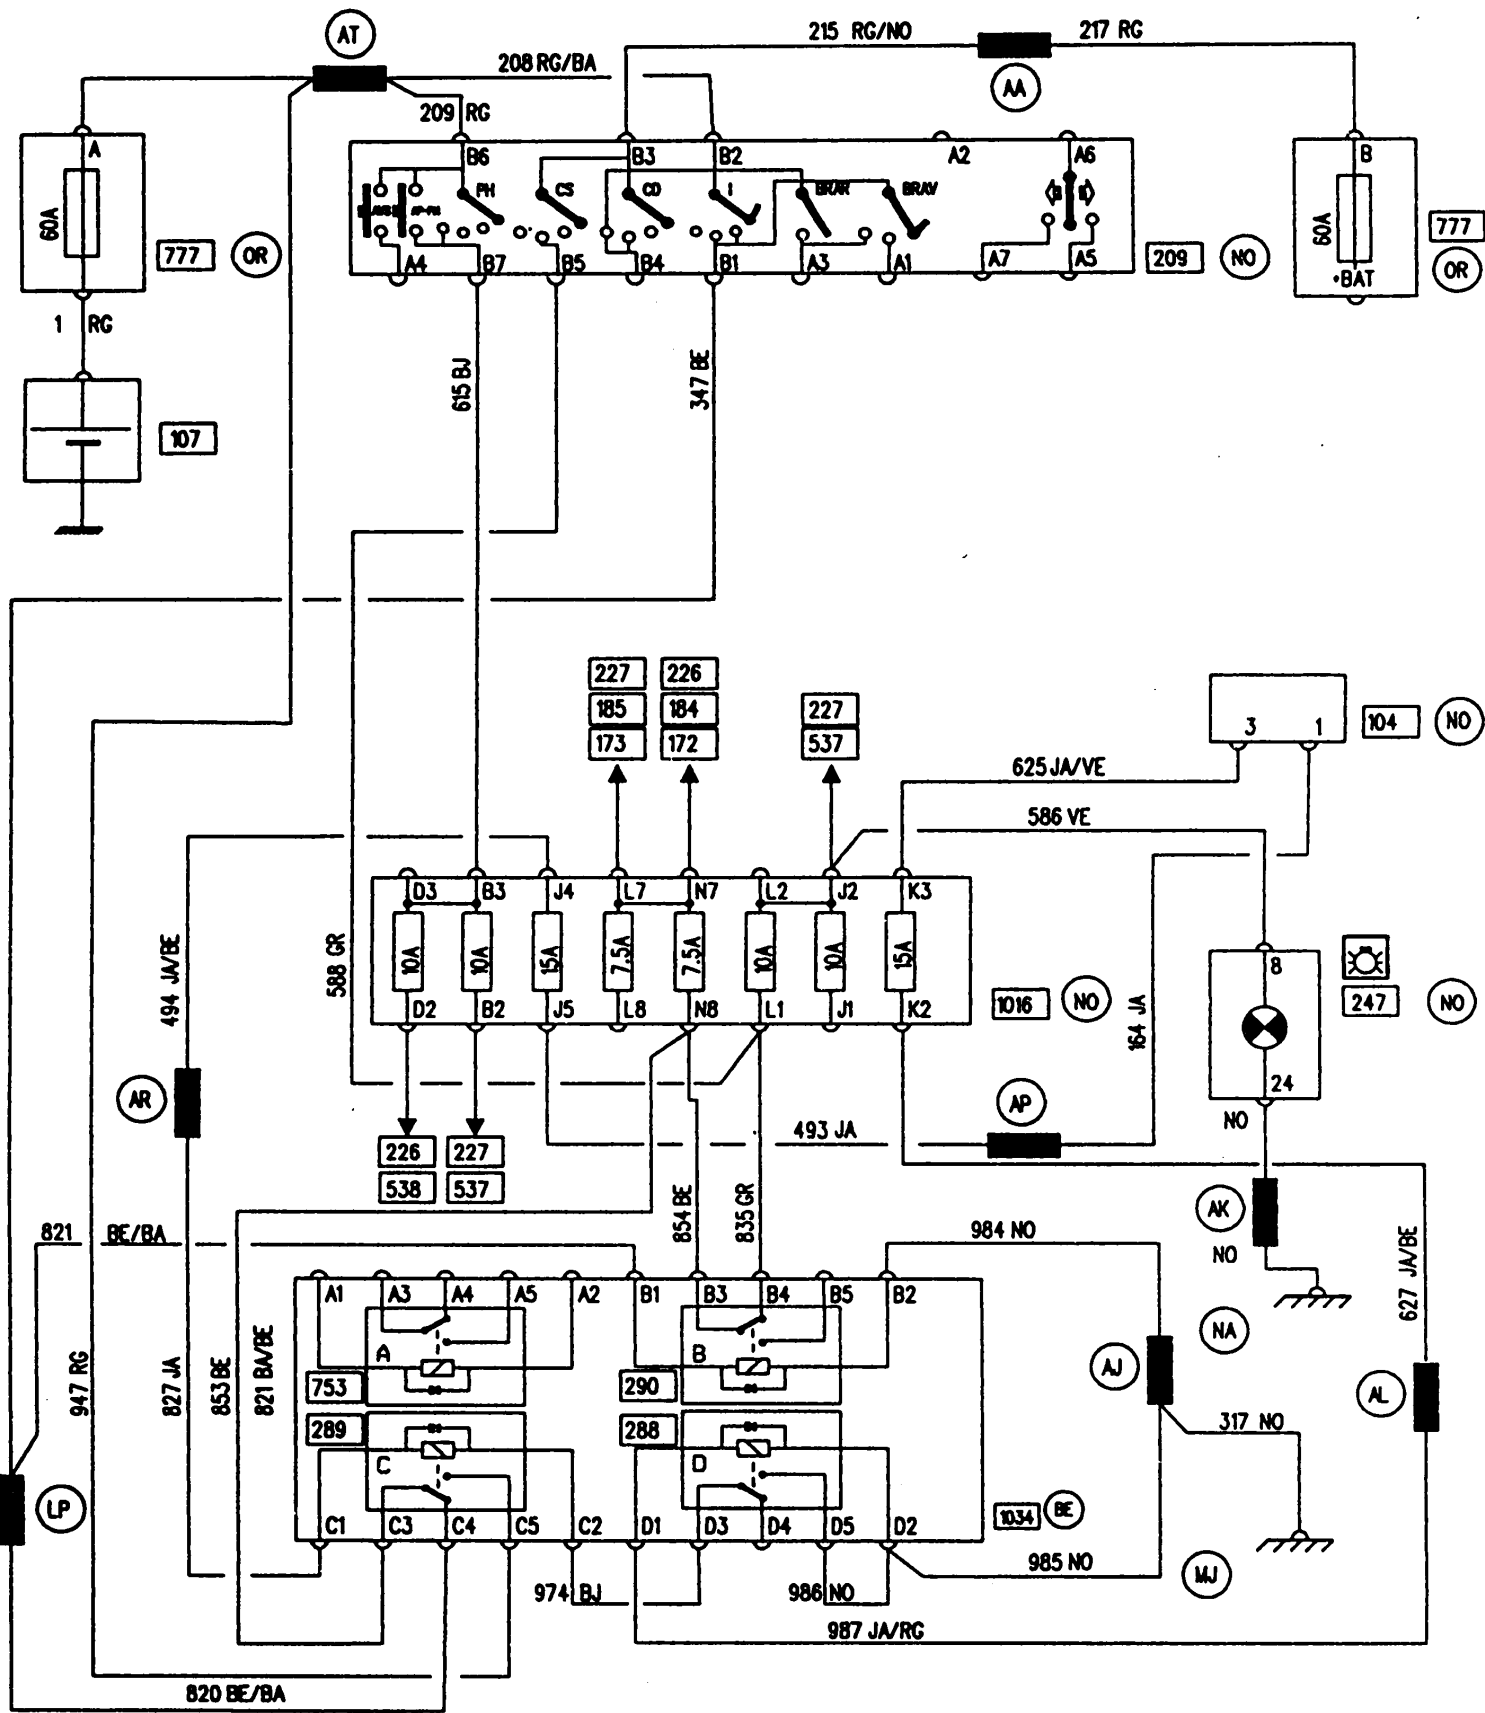 AT
215 RG/NO
217 RG
208 RG/BA
AA
209 RG
A
B6
B3
B2
A2
A6
B
60A
PH
CS
CO
I
BRAR
BRAV
60A
777
OR
A4
B7
B5
B4
B1
A3
A1
A7
A5
209
NO
+BAT
777
OR
1 RG
615 BJ
347 BE
107
227
226
185
184
227
173
172
537
3
1
104
NO
625 JA/VE
586 VE
D3
B3
J4
L7
N7
L2
J2
K3
10A
10A
15A
7.5A
7.5A
10A
10A
15A
494 JA/BE
588 GR
8
D2
B2
J5
L8
N8
L1
J1
K2
1016
NO
247
NO
164 JA
24
NO
AR
AP
493 JA
226
227
538
537
854 BE
835 GR
AK
NO
821 BE/BA
984 NO
627 JA/BE
A1
A3
A4
A5
A2
B1
B3
B4
B5
B2
NA
947 RG
827 JA
853 BE
821 BA/BE
A
B
753
290
AJ
AL
289
288
317 NO
C
D
LP
C1
C3
C4
C5
C2
D1
D3
D4
D5
D2
1034
BE
985 NO
MJ
974 BJ
986 NO
987 JA/RG
820 BE/BA